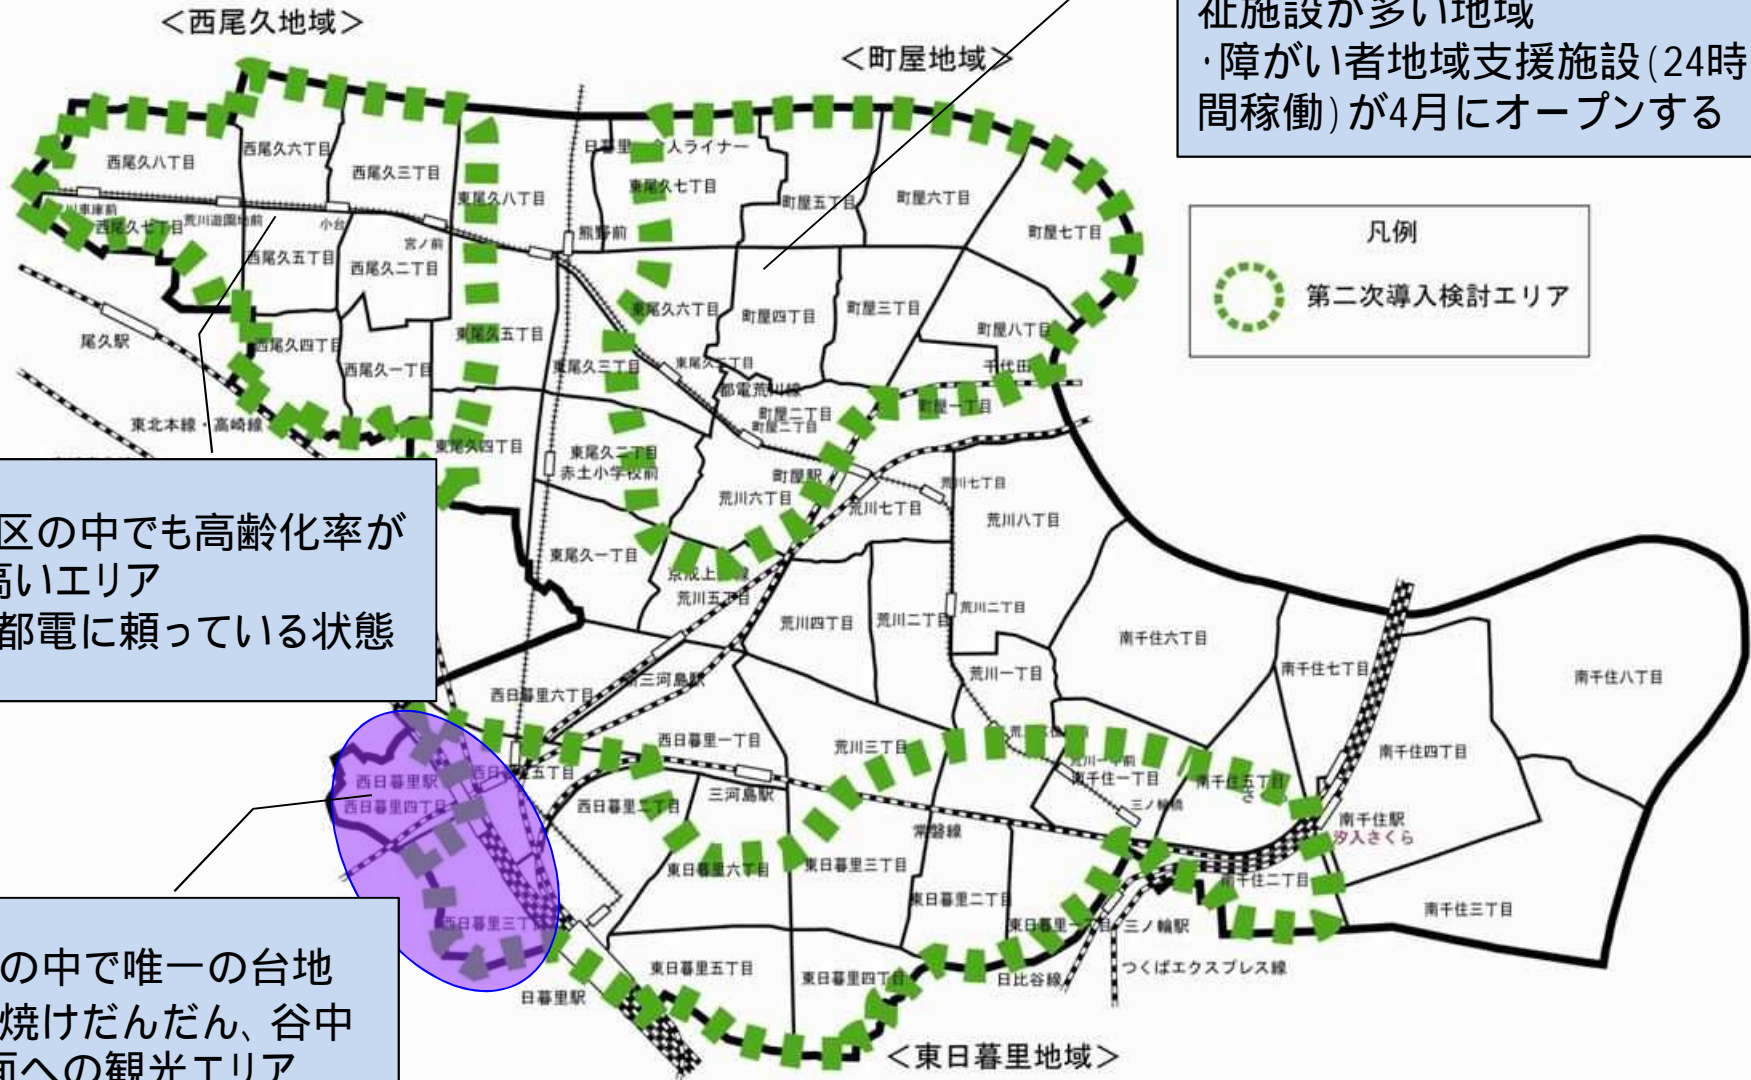 ＜西尾久地域＞
＜町屋地域＞
祉施設が多い地域
・障がい者地域支援施設(24時
間稼働)が4月にオープンする
凡例
第二次導入検討エリア
西尾久八丁目
西尾久六丁目
西尾久三丁目
東尾久八丁目
日暮里
人ライナー
東尾久七丁目
町屋五丁目
町屋六丁目
町屋七丁目
川車庫前
西尾久七丁目
荒川遊園地前
小台
宮ノ前
熊野前
西尾久五丁目
西尾久二丁目
尾久駅
西尾久四丁目
西尾久一丁目
東尾久五丁目
東尾久三丁目
東尾久六丁目
町屋四丁目
町屋三丁目
町屋八丁目
千代田
東尾久三丁目
都電荒川線
町屋二丁目
町屋二丁目
町屋一丁目
東北本線・高崎線
東尾久四丁目
東尾久二丁目
赤土小学校前
町屋駅
荒川六丁目
荒川七丁目
荒川七丁目
荒川八丁目
区の中でも高齢化率が
高いエリア
都電に頼っている状態
東尾久一丁目
京成上
線
荒川五丁目
荒川四丁目
荒川二丁目
荒川二丁目
南千住六丁目
荒川一丁目
南千住七丁目
南千住八丁目
西日暮里六丁目
三河島駅
西日暮里一丁目
荒川三丁目
荒川一中前
南千住一丁目
南千住五丁目
南千住四丁目
西日暮里駅
西日暮里五丁目
西日暮里四丁目
西日暮里二丁目
三河島駅
三ノ輪橋
南千住駅
汐入さくら
常磐線
東日暮里六丁目
東日暮里三丁目
南千住二丁目
東日暮里二丁目
南千住三丁目
西日暮里三丁目
東日暮里一丁目
三ノ輪駅
の中で唯一の台地
焼けだんだん、谷中
面への観光エリア
東日暮里五丁目
東日暮里四丁目
日比谷線
つくばエクスプレス線
日暮里駅
＜東日暮里地域＞